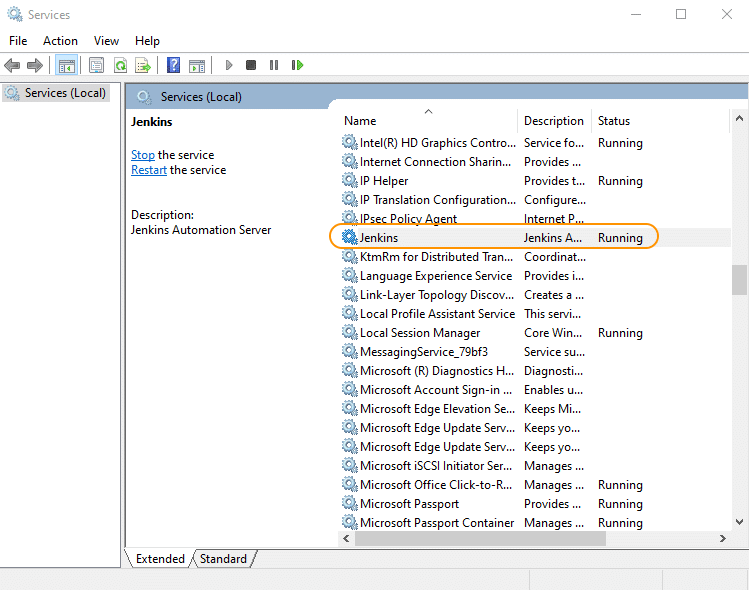 Services
File Action View Help
Services (Local)
Services (Local)
Jenkins
Stop the service
Restart the service
Description:
Jenkins Automation Server
Name Description Status
Intel(R) HD Graphics Contro... Service fo... Running
Internet Connection Sharin... Provides ...
IP Helper Provides t... Running
IP Translation Configuration... Configure...
IPsec Policy Agent Internet P...
Jenkins Jenkins A... Running
KtmRm for Distributed Tran... Coordinat...
Language Experience Service Provides i...
Link-Layer Topology Discov... Creates a ...
Local Profile Assistant Service This servi...
Local Session Manager Core Win... Running
MessagingService_79bf3 Service su...
Microsoft (R) Diagnostics H... Diagnosti...
Microsoft Account Sign-in ... Enables u...
Microsoft Edge Elevation Se... Keeps Mi...
Microsoft Edge Update Serv... Keeps yo...
Microsoft Edge Update Serv... Keeps yo...
Microsoft iSCSI Initiator Ser... Manages ...
Microsoft Office Click-to-R... Manages ... Running
Microsoft Passport Provides ... Running
Microsoft Passport Container Manages ... Running
Extended Standard